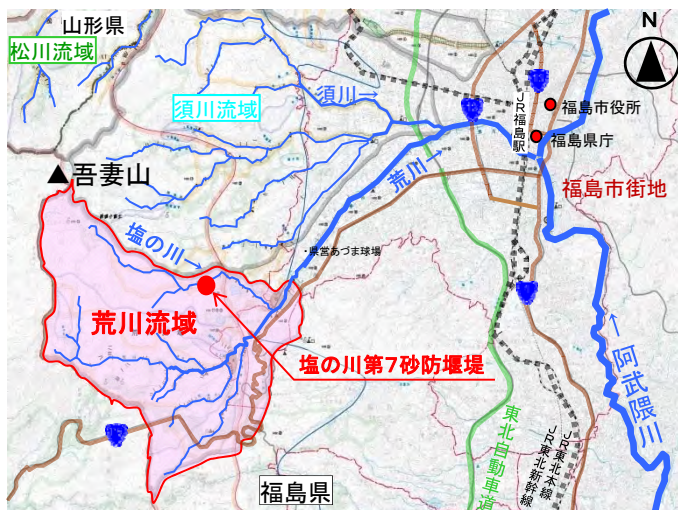 山形県
松川流域
須川流域
須川→
N
JR福島駅
福島市役所
福島県庁
福島市街地
吾妻山
荒川→
塩の川→
・県営あづま球場
荒川流域
塩の川第7砂防堰堤
→阿武隈川
東北自動車道
JR東北本線
JR東北新幹線
福島県